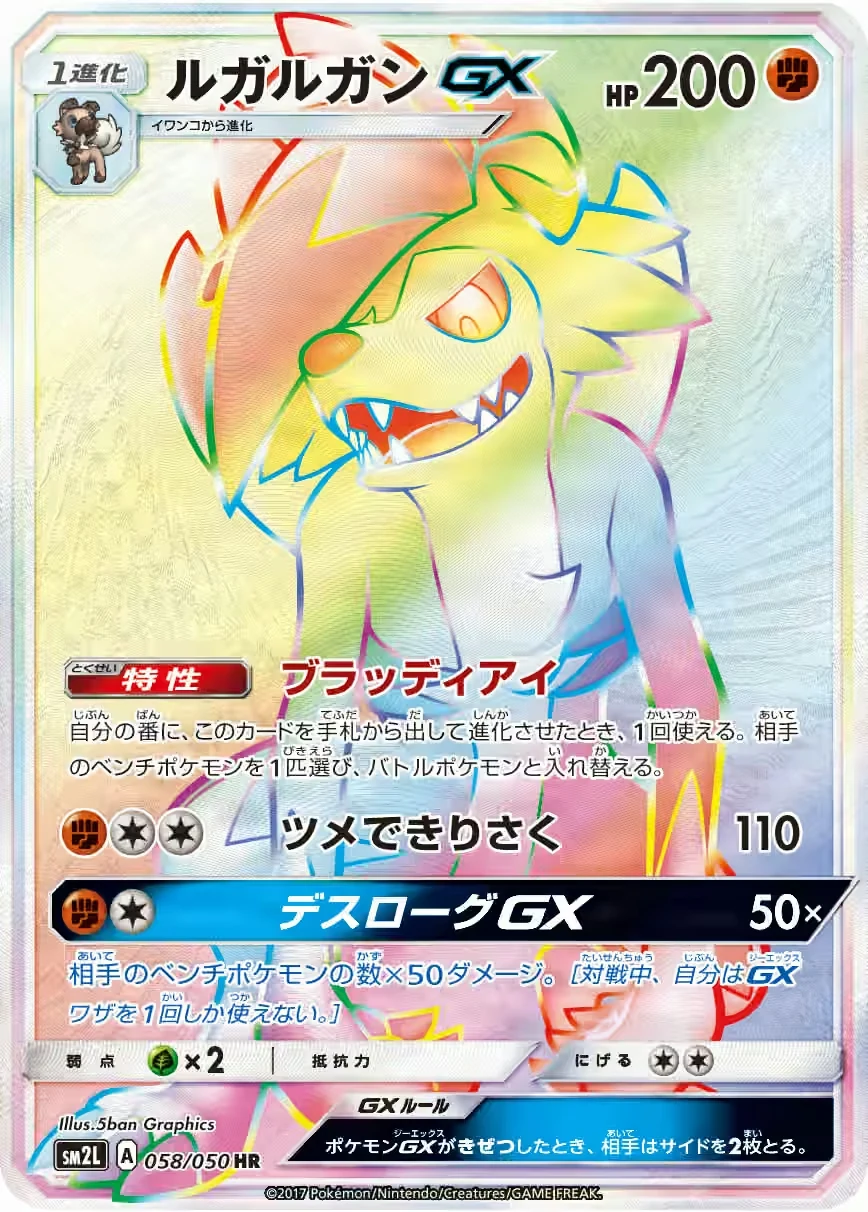 1進化
ルガルガンGX
HP200
イワンコから進化
とくせい
特性
ブラッディアイ
自分の番に、このカードを手札から出して進化させたとき、1回使える。相手
のベンチポケモンを1匹選び、バトルポケモンと入れ替える。
ツメできりさく 110
デスローグGX 50×
相手のベンチポケモンの数×50ダメージ。[対戦中、自分はGX
ワザを1回しか使えない。]
弱点 ×2 抵抗力 にげる
GXルール
ポケモンGXがきぜつしたとき、相手はサイドを2枚とる。
Illus.5ban Graphics
SM2L A 058/050 HR
©2017 Pokémon/Nintendo/Creatures/GAME FREAK.